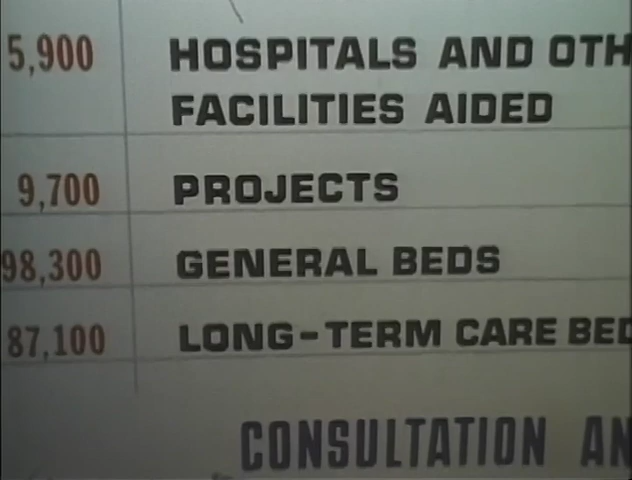 5,900 HOSPITALS AND OTH
FACILITIES AIDED
9,700 PROJECTS
98,300 GENERAL BEDS
87,100 LONG-TERM CARE BED
CONSULTATION AN